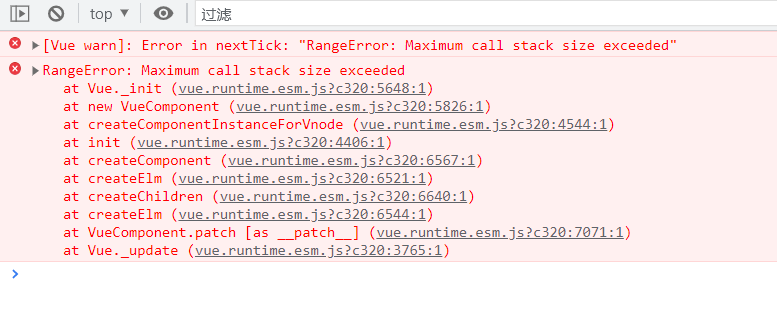 top ▼ 过滤
[Vue warn]: Error in nextTick: "RangeError: Maximum call stack size exceeded"
RangeError: Maximum call stack size exceeded
at Vue._init (vue.runtime.esm.js?c320:5648:1)
at new VueComponent (vue.runtime.esm.js?c320:5826:1)
at createComponentInstanceForVnode (vue.runtime.esm.js?c320:4544:1)
at init (vue.runtime.esm.js?c320:4406:1)
at createComponent (vue.runtime.esm.js?c320:6567:1)
at createElm (vue.runtime.esm.js?c320:6521:1)
at createChildren (vue.runtime.esm.js?c320:6640:1)
at createElm (vue.runtime.esm.js?c320:6544:1)
at VueComponent.patch [as __patch__] (vue.runtime.esm.js?c320:7071:1)
at Vue._update (vue.runtime.esm.js?c320:3765:1)